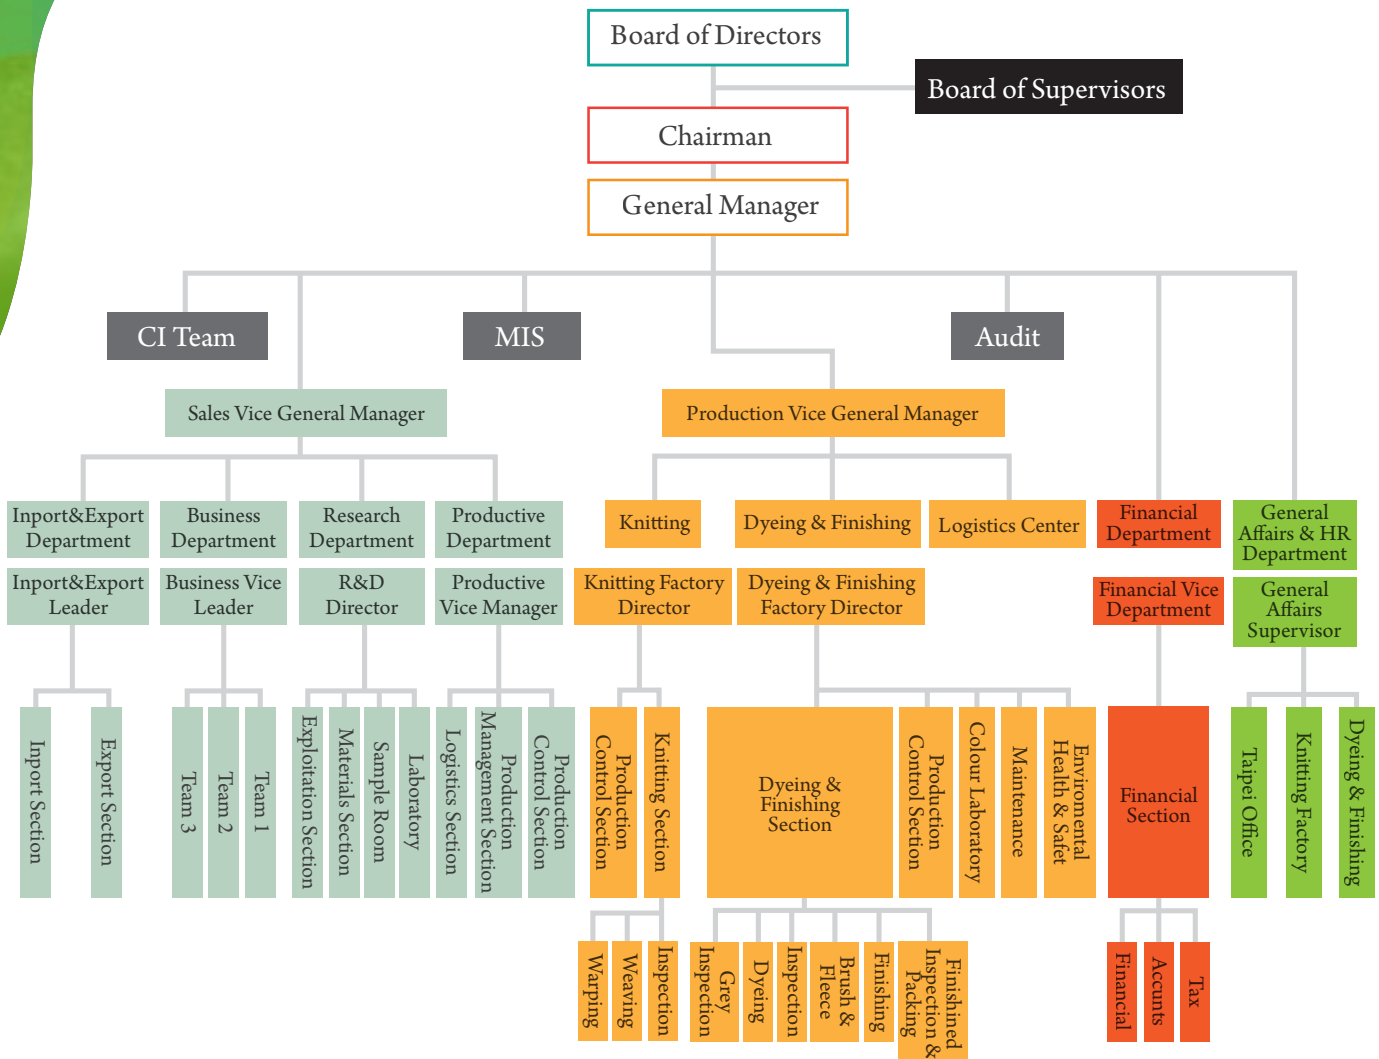 Board of Directors
Board of Supervisors
Chairman
General Manager
CI Team
MIS
Audit
Sales Vice General Manager
Production Vice General Manager
Inport&Export
Department
Business
Department
Research
Department
Productive
Department
Knitting
Dyeing & Finishing
Logistics Center
Financial
Department
General
Affairs & HR
Department
Inport&Export
Leader
Business Vice
Leader
R&D
Director
Productive
Vice Manager
Knitting Factory
Director
Dyeing & Finishing
Factory Director
Financial Vice
Department
General
Affairs
Supervisor
Inport Section
Export Section
Team 3
Team 2
Team 1
Exploitation Section
Materials Section
Sample Room
Laboratory
Logistics Section
Production
Management Section
Production
Control Section
Production
Control Section
Knitting Section
Dyeing &
Finishing
Section
Production
Control Section
Colour Laboratory
Maintenance
Enviromental
Health & Safet
Financial
Section
Taipei Office
Knitting Factory
Dyeing & Finishing
Warping
Weaving
Inspection
Grey
Inspection
Dyeing
Inspection
Brush &
Fleece
Finishing
Finishined
Inspection &
Packing
Financial
Accunts
Tax